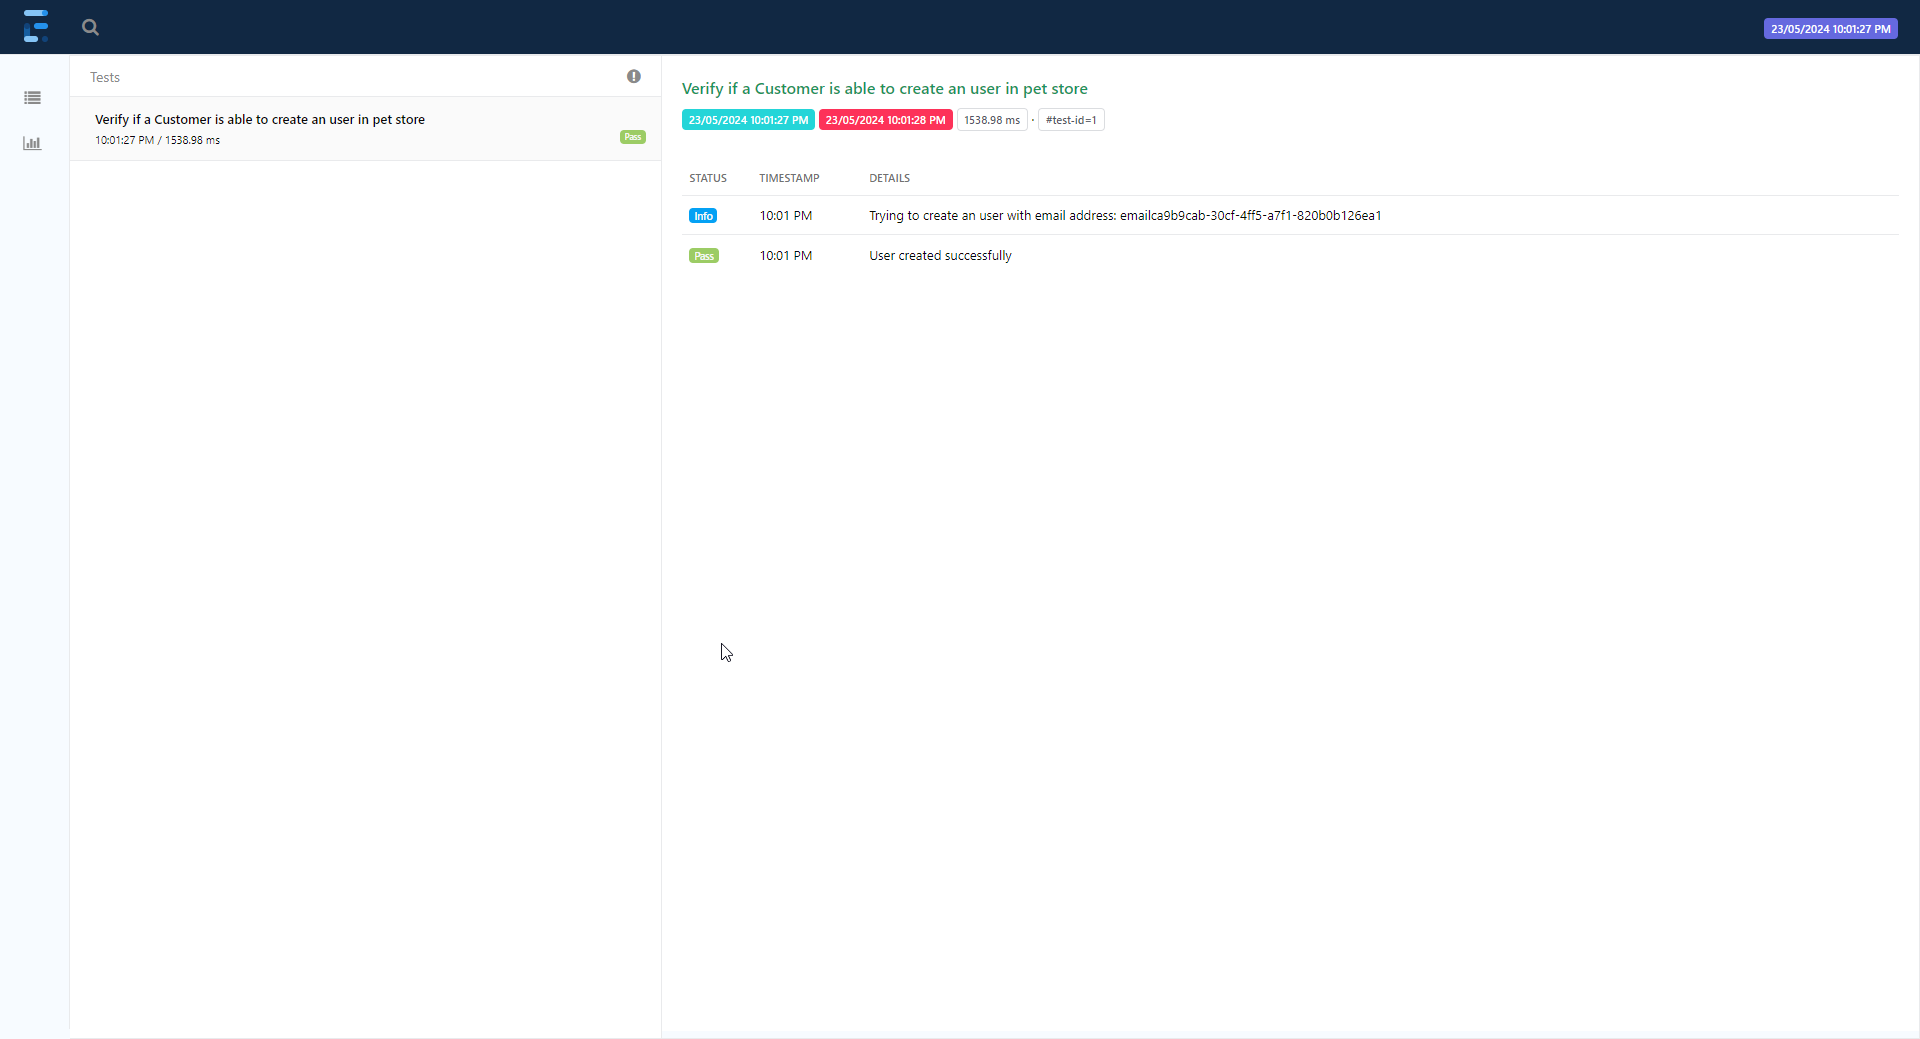 23/05/2024 10:01:27 PM
Tests
Verify if a Customer is able to create an user in pet store
10:01:27 PM / 1538.98 ms
Pass
Verify if a Customer is able to create an user in pet store
23/05/2024 10:01:27 PM 23/05/2024 10:01:28 PM 1538.98 ms · #test-id=1
STATUS TIMESTAMP DETAILS
Info 10:01 PM Trying to create an user with email address: emailca9b9cab-30cf-4ff5-a7f1-820b0b126ea1
Pass 10:01 PM User created successfully